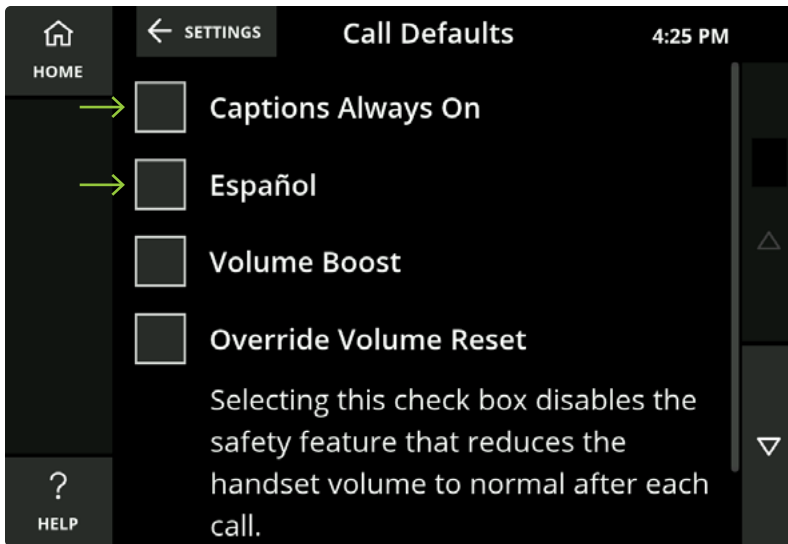 HOME
← SETTINGS
Call Defaults
4:25 PM
Captions Always On
Español
Volume Boost
Override Volume Reset
Selecting this check box disables the
safety feature that reduces the
handset volume to normal after each
call.
?
HELP